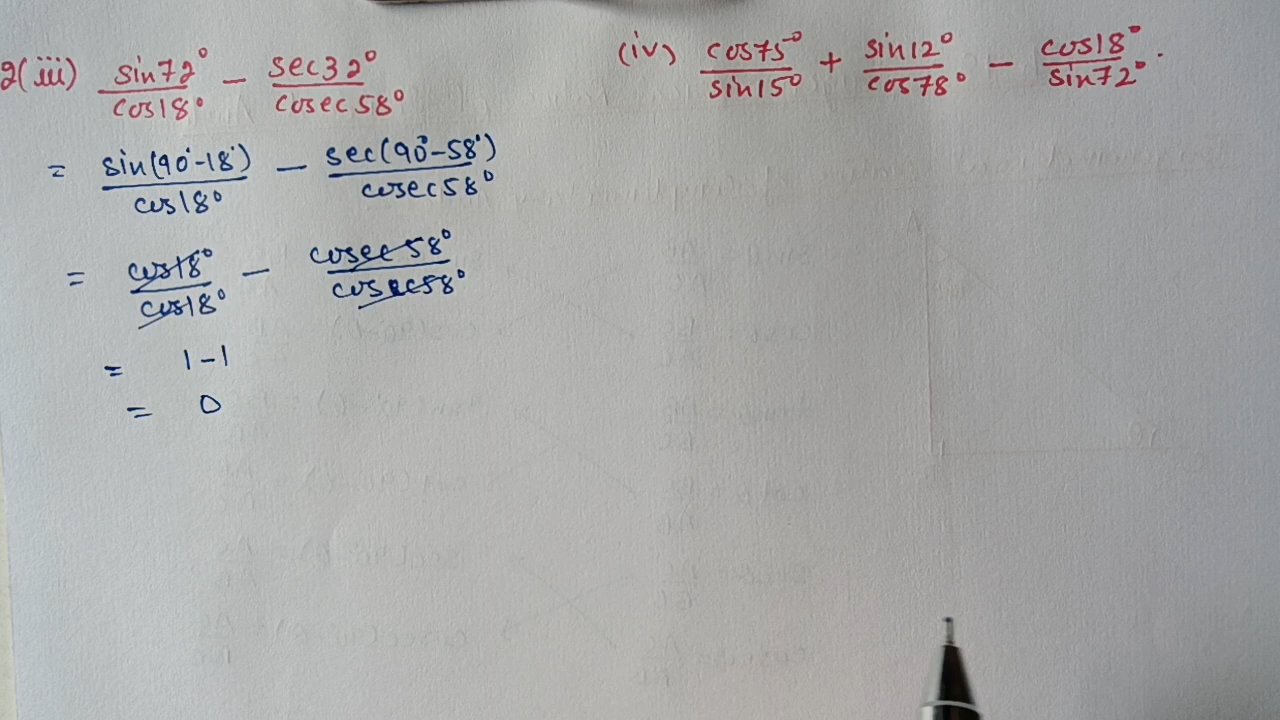 2(iii) sin72°/cos18° − sec32°/cosec58°
= sin(90°-18°)/cos18° − sec(90°-58°)/cosec58°
= cos18°/cos18° − cosec58°/cosec58°
= 1-1
= 0
(iv) cos75°/sin15° + sin12°/cos78° − cos18°/sin72°.